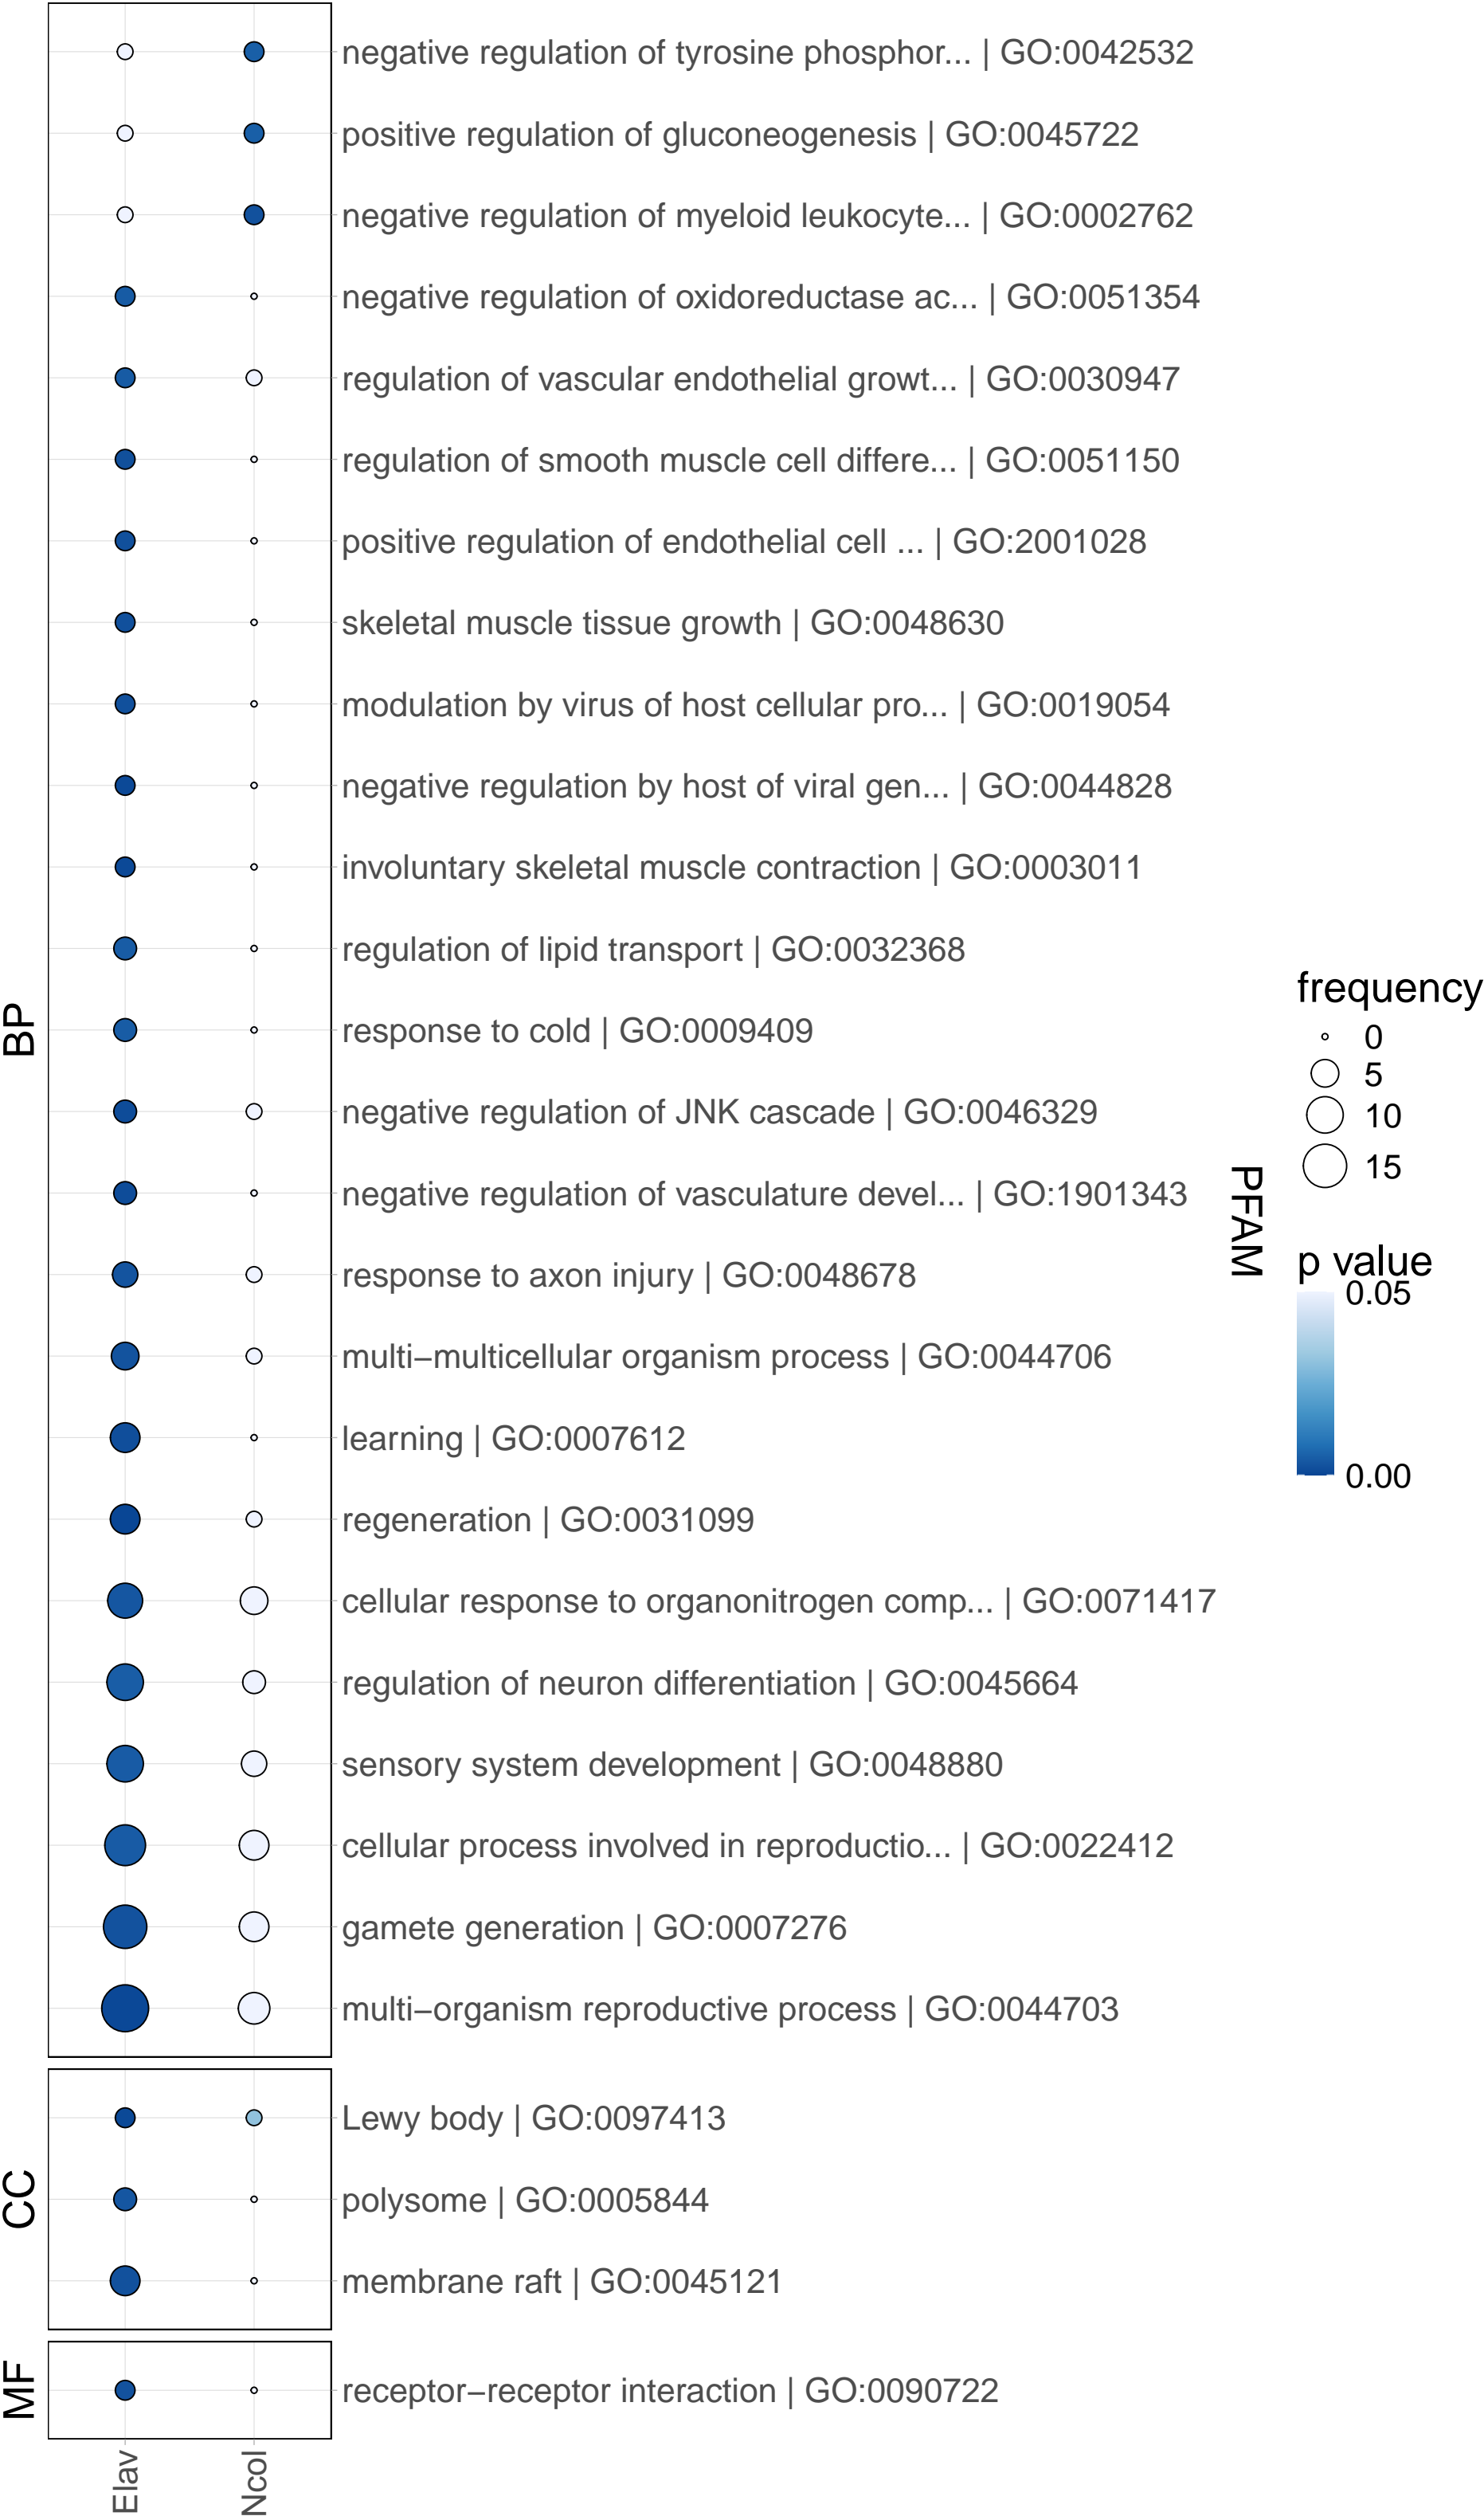 negative regulation of tyrosine phosphor... | GO:0042532
positive regulation of gluconeogenesis | GO:0045722
negative regulation of myeloid leukocyte... | GO:0002762
negative regulation of oxidoreductase ac... | GO:0051354
regulation of vascular endothelial growt... | GO:0030947
regulation of smooth muscle cell differe... | GO:0051150
positive regulation of endothelial cell ... | GO:2001028
skeletal muscle tissue growth | GO:0048630
modulation by virus of host cellular pro... | GO:0019054
negative regulation by host of viral gen... | GO:0044828
involuntary skeletal muscle contraction | GO:0003011
regulation of lipid transport | GO:0032368
response to cold | GO:0009409
negative regulation of JNK cascade | GO:0046329
negative regulation of vasculature devel... | GO:1901343
response to axon injury | GO:0048678
multi−multicellular organism process | GO:0044706
learning | GO:0007612
regeneration | GO:0031099
cellular response to organonitrogen comp... | GO:0071417
regulation of neuron differentiation | GO:0045664
sensory system development | GO:0048880
cellular process involved in reproductio... | GO:0022412
gamete generation | GO:0007276
multi−organism reproductive process | GO:0044703
BP
Lewy body | GO:0097413
polysome | GO:0005844
membrane raft | GO:0045121
CC
receptor−receptor interaction | GO:0090722
MF
Elav
Ncol
PFAM
frequency
0
5
10
15
p value
0.05
0.00